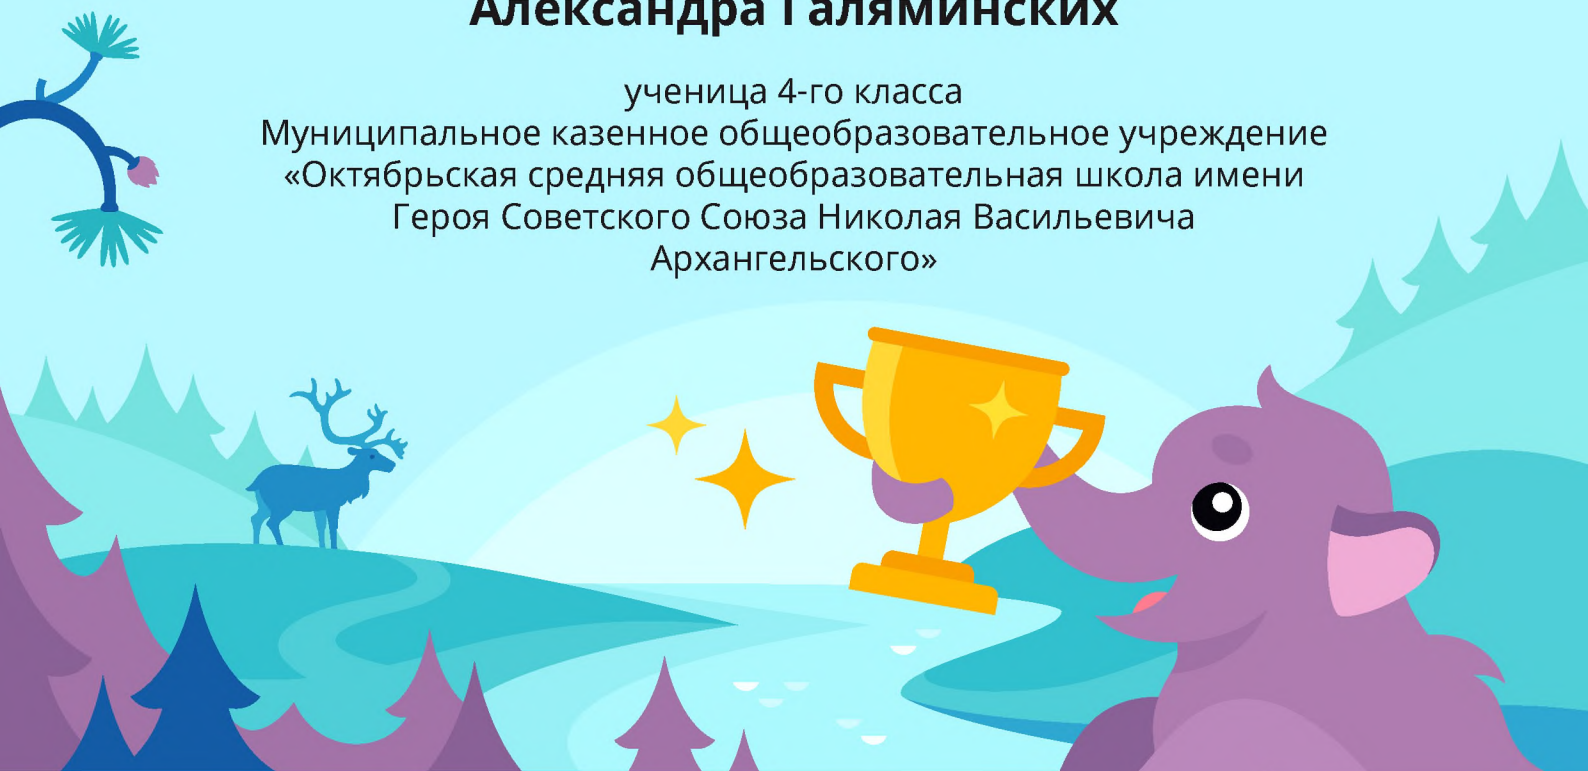 Александра Галяминских
ученица 4-го класса
Муниципальное казенное общеобразовательное учреждение
«Октябрьская средняя общеобразовательная школа имени
Героя Советского Союза Николая Васильевича
Архангельского»